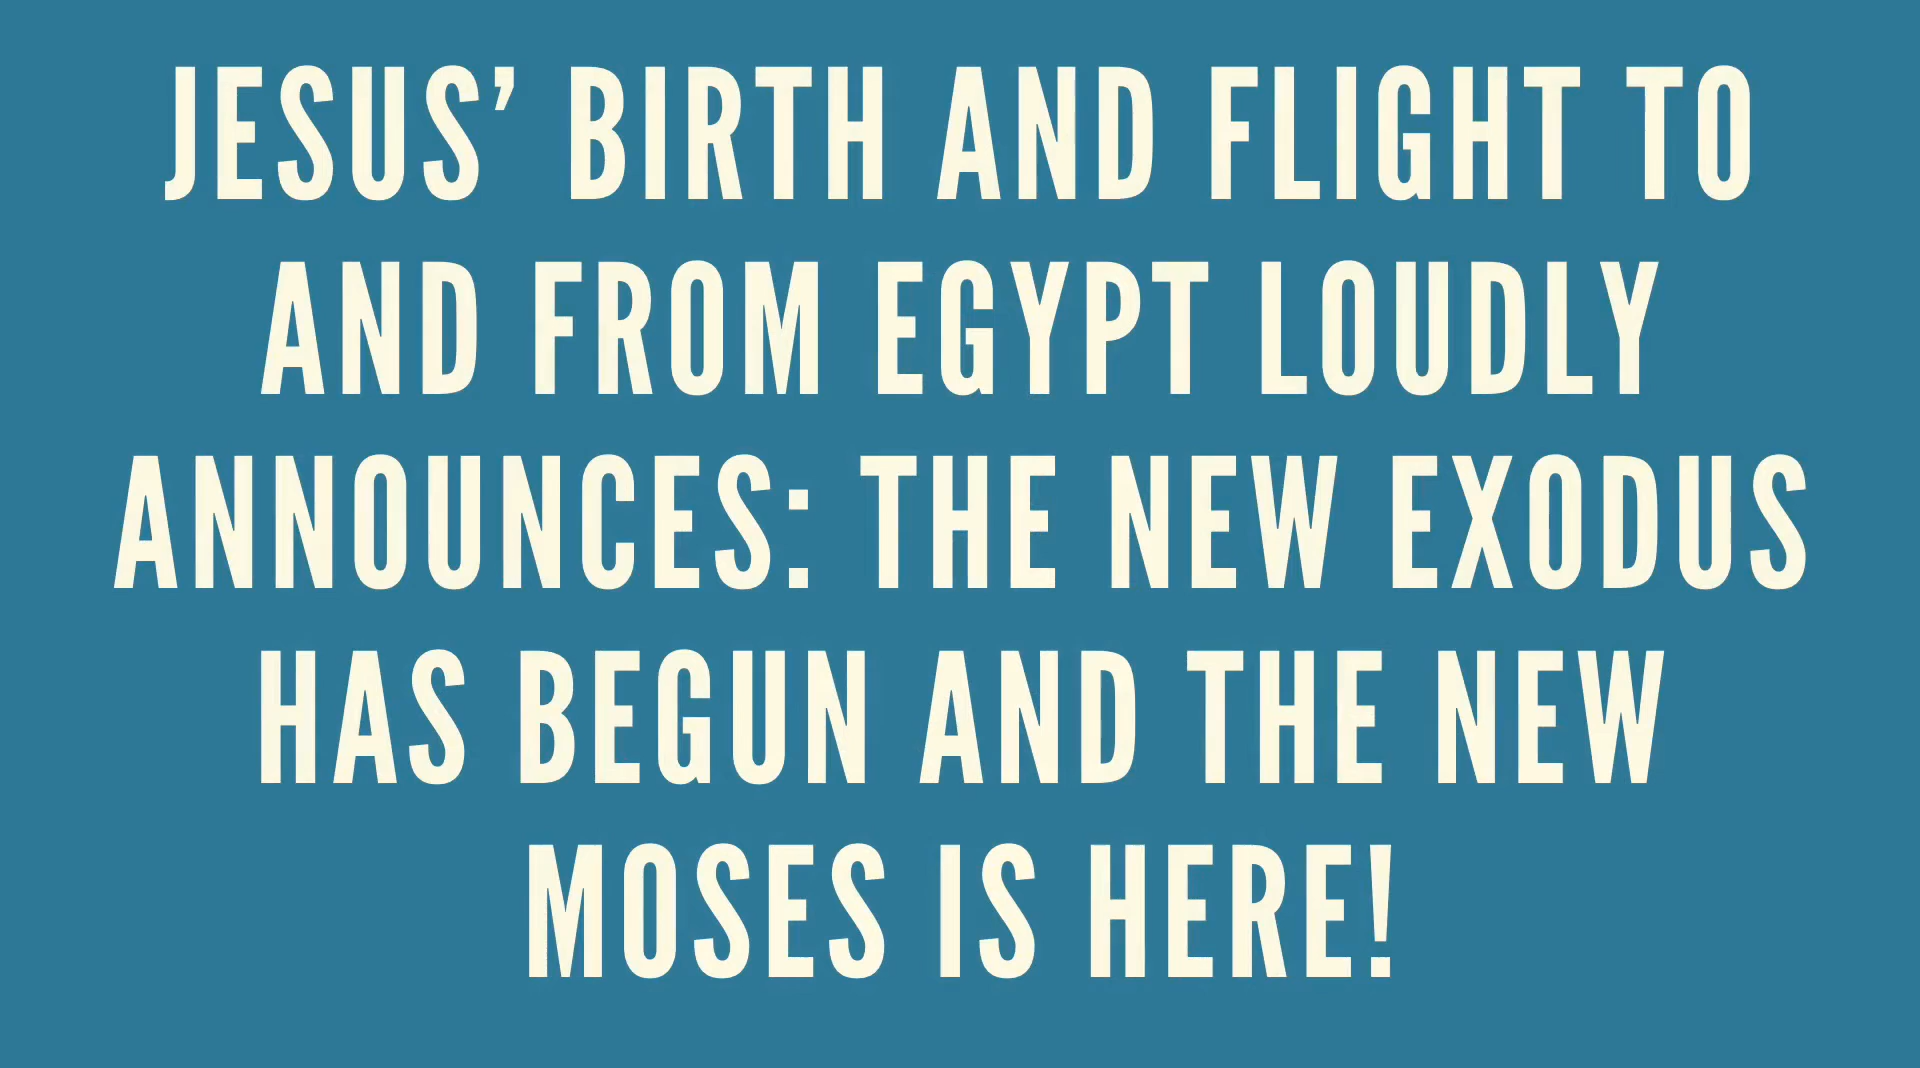 JESUS’ BIRTH AND FLIGHT TO
AND FROM EGYPT LOUDLY
ANNOUNCES: THE NEW EXODUS
HAS BEGUN AND THE NEW
MOSES IS HERE!